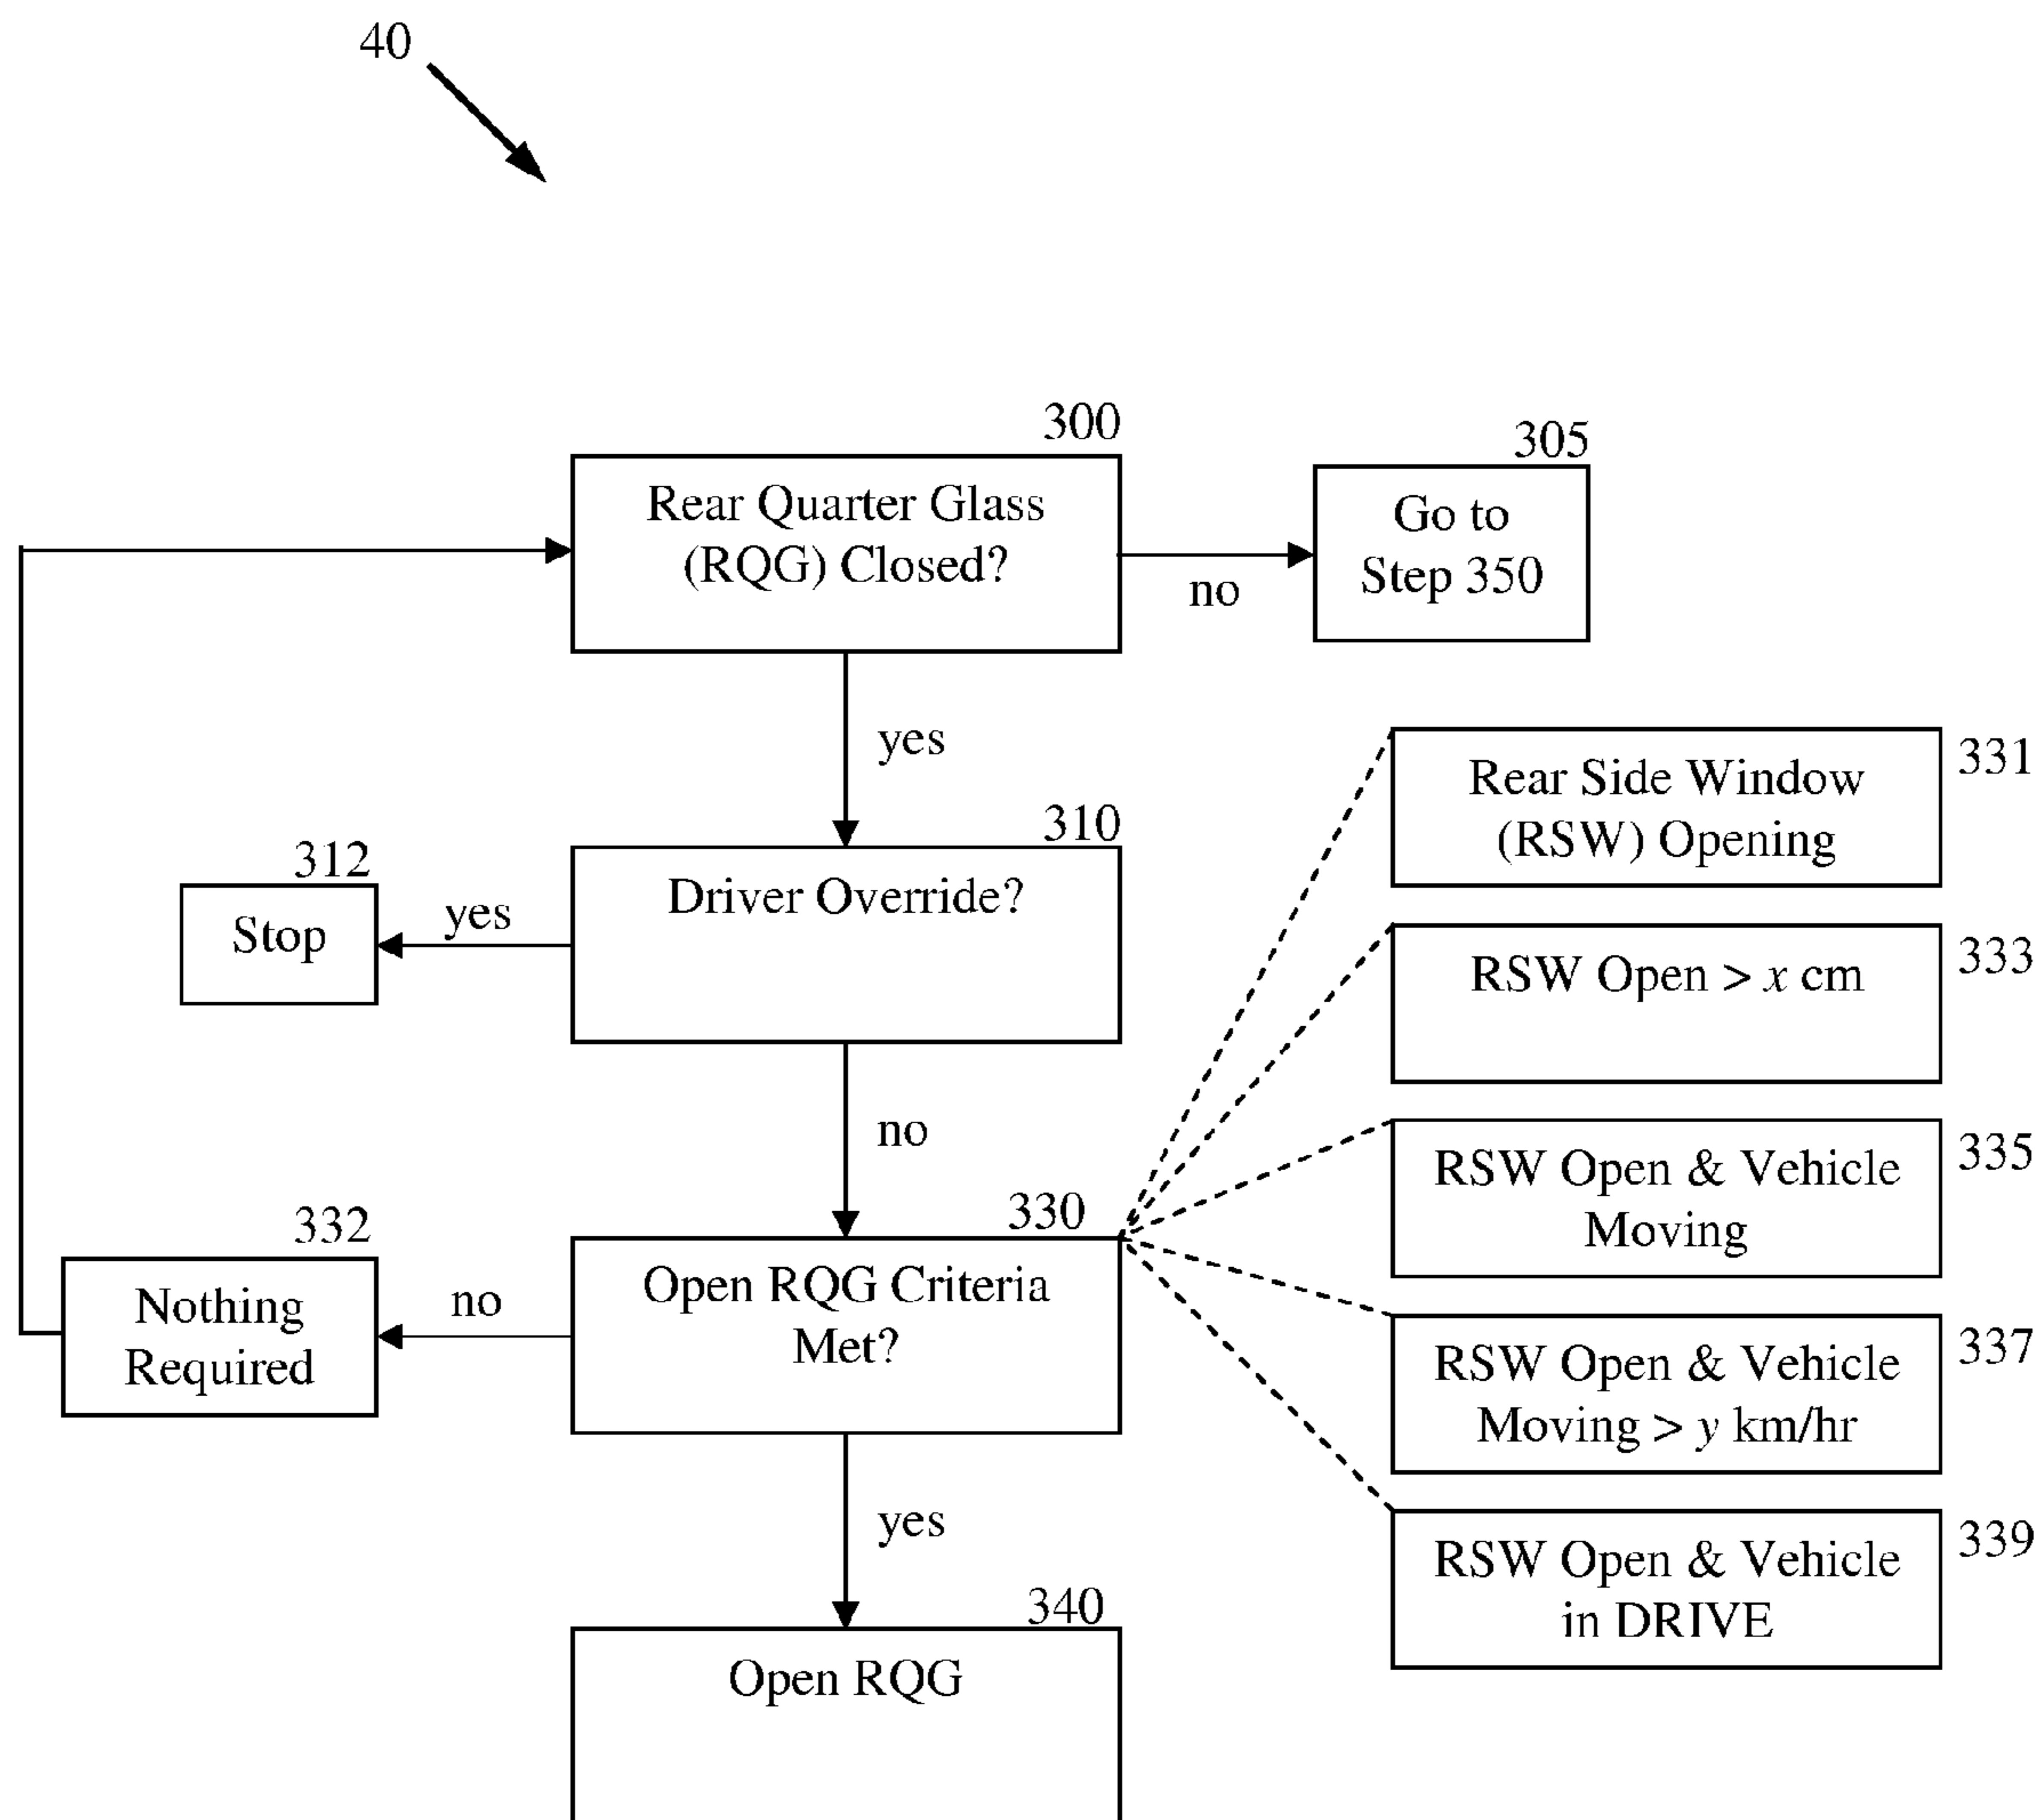 40
300
Rear Quarter Glass
(RQG) Closed?
305
Go to
Step 350
no
yes
310
Driver Override?
312
Stop
yes
no
330
Open RQG Criteria
Met?
332
Nothing
Required
no
yes
340
Open RQG
331
Rear Side Window
(RSW) Opening
333
RSW Open > x cm
335
RSW Open & Vehicle
Moving
337
RSW Open & Vehicle
Moving > y km/hr
339
RSW Open & Vehicle
in DRIVE